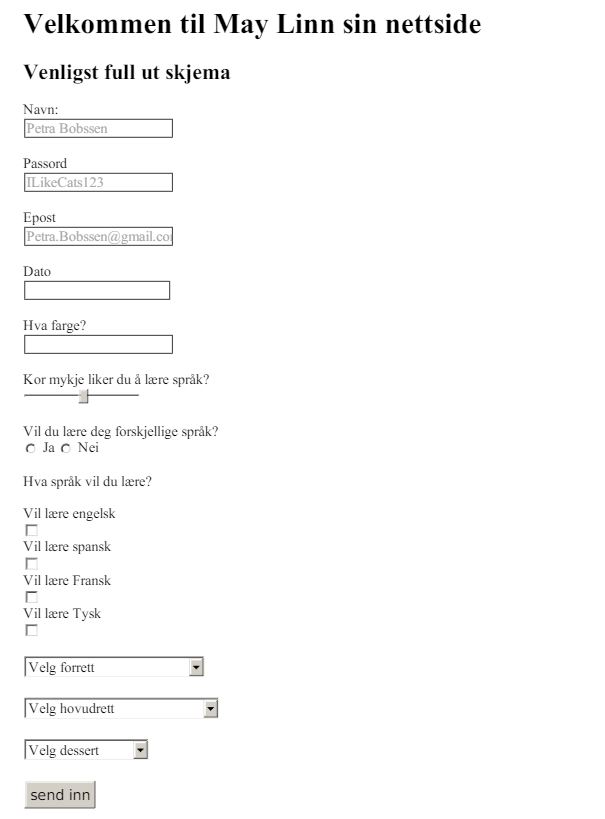 Velkommen til May Linn sin nettside
Venligst full ut skjema
Navn:
Petra Bobssen
Passord
ILikeCats123
Epost
Petra.Bobssen@gmail.co
Dato
Hva farge?
Kor mykje liker du å lære språk?
Vil du lære deg forskjellige språk?
Ja Nei
Hva språk vil du lære?
Vil lære engelsk
Vil lære spansk
Vil lære Fransk
Vil lære Tysk
Velg forrett
Velg hovudrett
Velg dessert
send inn